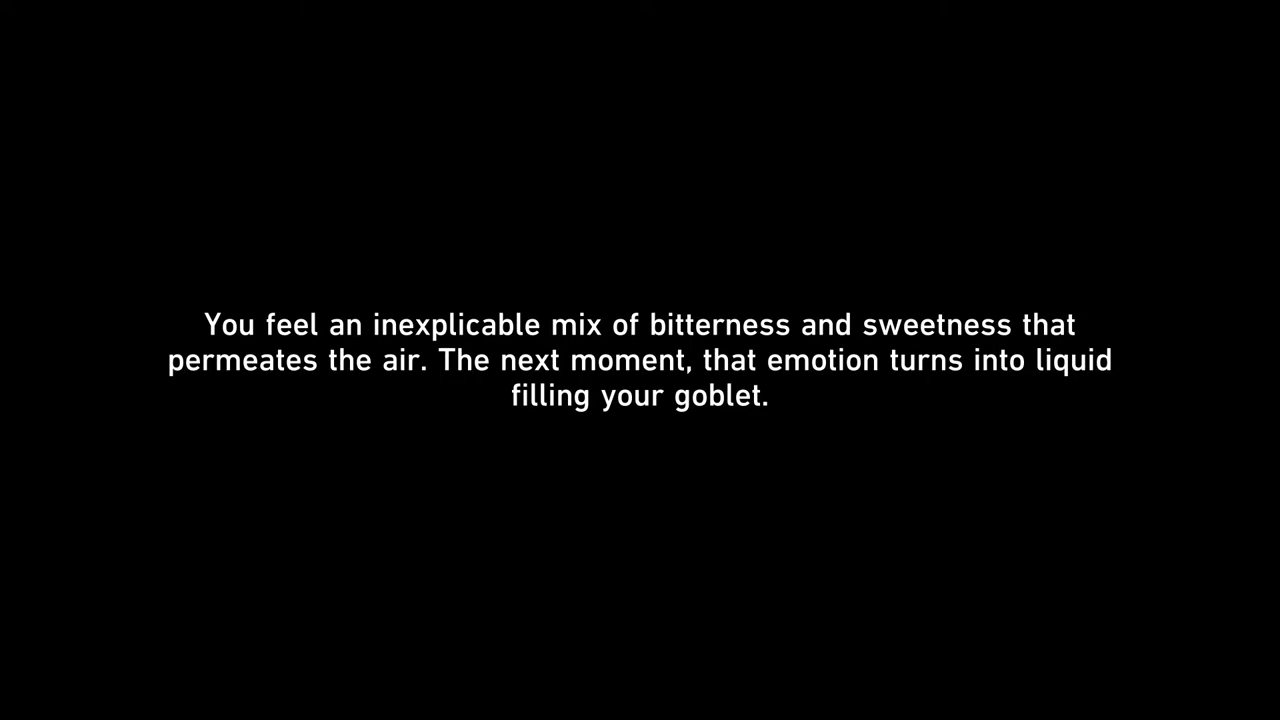 You feel an inexplicable mix of bitterness and sweetness that
permeates the air. The next moment, that emotion turns into liquid
filling your goblet.